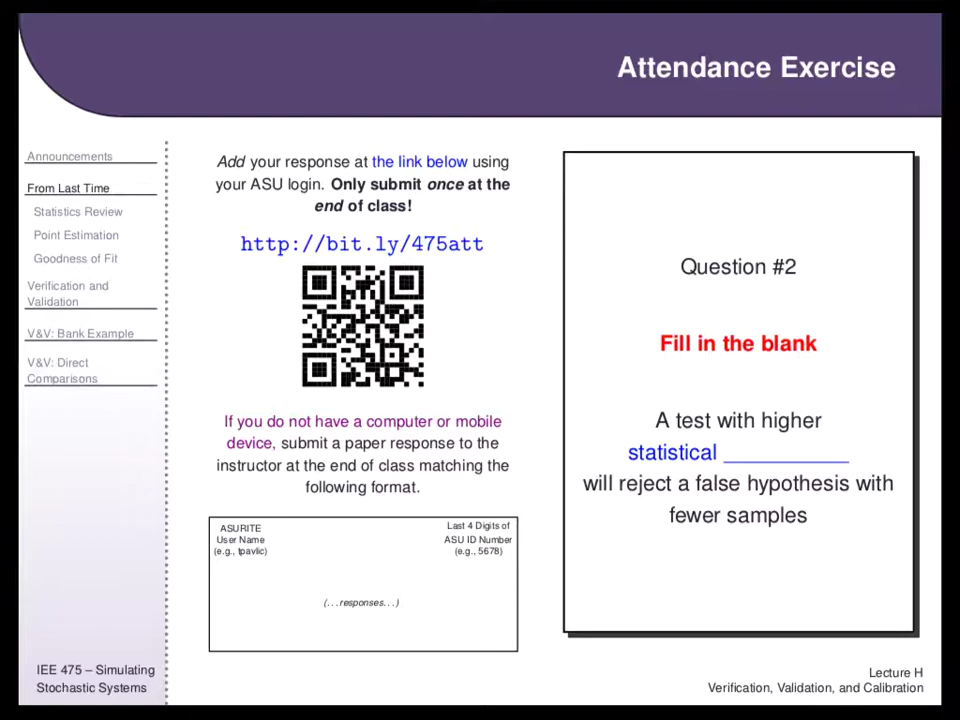 Attendance Exercise
Announcements
From Last Time
Statistics Review
Point Estimation
Goodness of Fit
Verification and
Validation
V&V: Bank Example
V&V: Direct
Comparisons
IEE 475 – Simulating
Stochastic Systems
Add your response at the link below using
your ASU login. Only submit once at the
end of class!
http://bit.ly/475att
If you do not have a computer or mobile
device, submit a paper response to the
instructor at the end of class matching the
following format.
ASURITE
User Name
(e.g., tpavlic)
Last 4 Digits of
ASU ID Number
(e.g., 5678)
(...responses...)
Question #2
Fill in the blank
A test with higher
statistical ___________
will reject a false hypothesis with
fewer samples
Lecture H
Verification, Validation, and Calibration